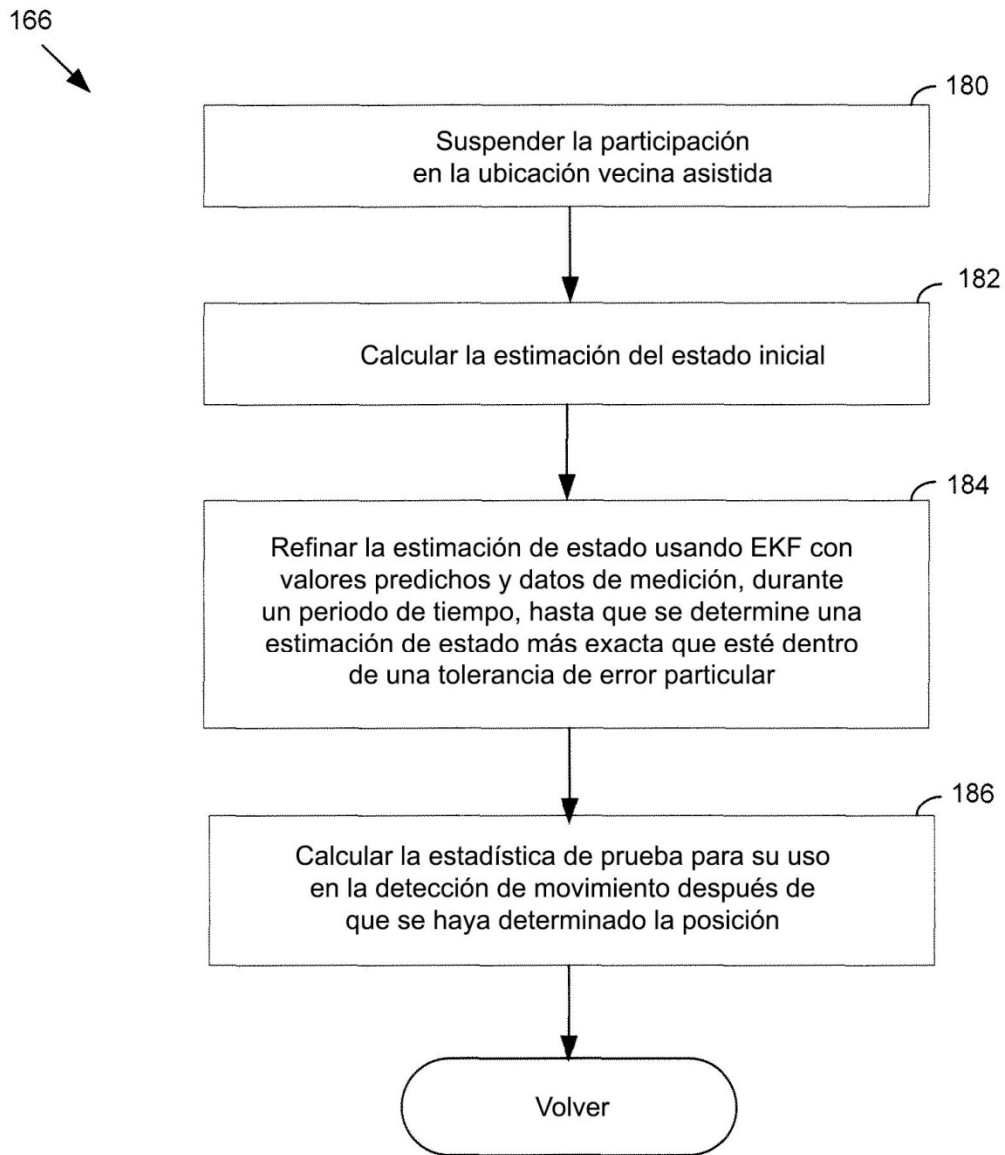 166
180
Suspender la participación
en la ubicación vecina asistida
182
Calcular la estimación del estado inicial
184
Refinar la estimación de estado usando EKF con
valores predichos y datos de medición, durante
un periodo de tiempo, hasta que se determine una
estimación de estado más exacta que esté dentro
de una tolerancia de error particular
186
Calcular la estadística de prueba para su uso
en la detección de movimiento después de
que se haya determinado la posición
Volver